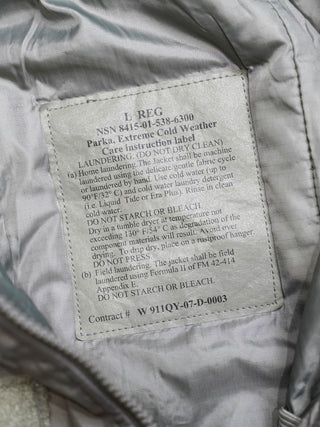 L REG
NSN 8415-01-538-6300
Parka, Extreme Cold Weather
Care instruction label
LAUNDERING: (DO NOT DRY CLEAN)
(a) Home laundering. The Jacket shall be machine
laundered using the delicate gentle fabric cycle
or laundered by hand. Use cold water (up to
90°F/32° C) and cold water laundry detergent
(i.e. Liquid Tide or Era Plus). Rinse in clean
cold water.
DO NOT STARCH OR BLEACH.
Dry in a tumble dryer at temperature not
exceeding 130° F/54° C as degradation of the
component materials will result. Avoid over
drying. To drip dry, place on a rustproof hanger.
DO NOT PRESS
(b) Field laundering. The jacket shall be field
laundered using Formula II of FM 42-414
Appendix E.
DO NOT STARCH OR BLEACH.
Contract # W 911QY-07-D-0003